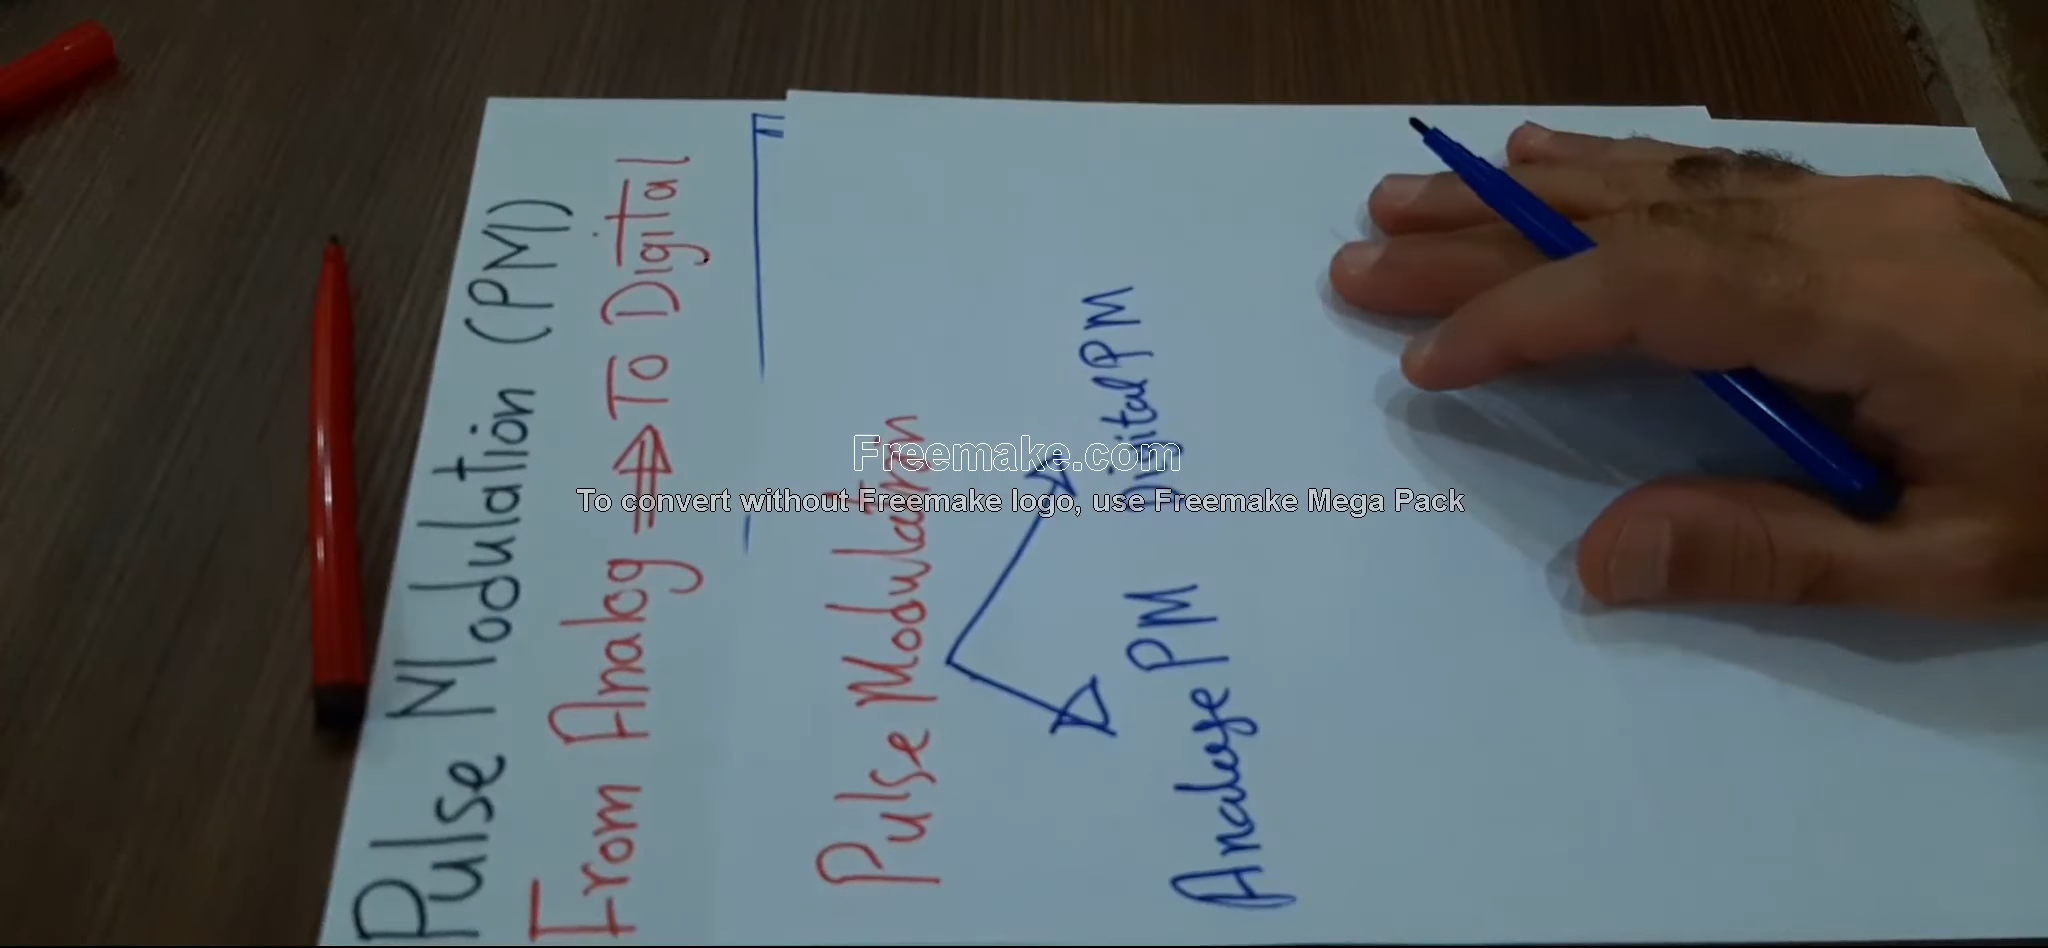 Pulse Modulation (PM)
From Analog ⇒ To Digital
Pulse Modulation
Analoge PM
Digital PM
Freemake.com
To convert without Freemake logo, use Freemake Mega Pack